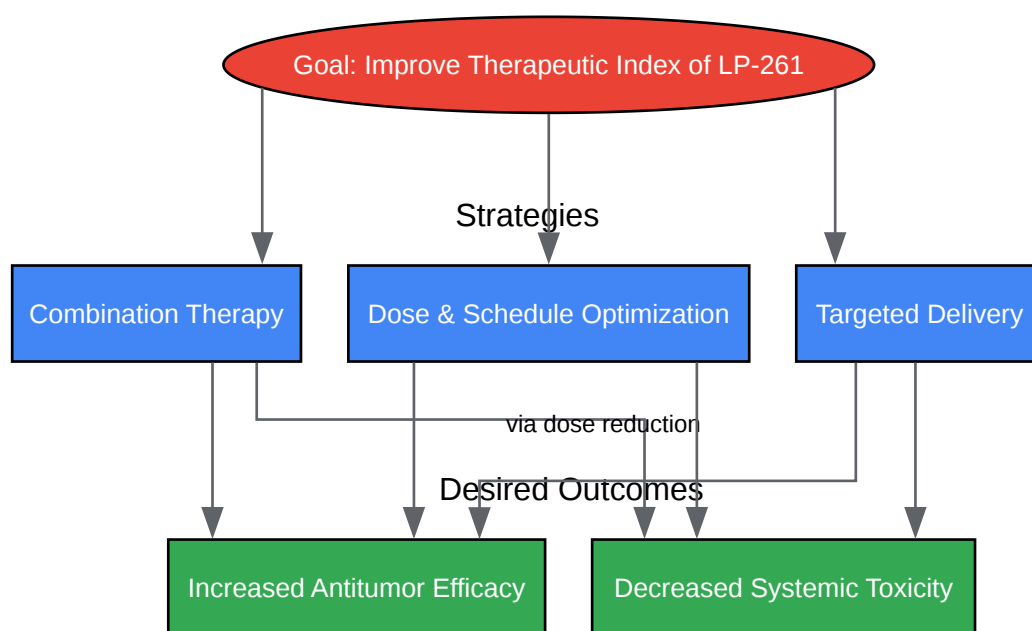 Goal: Improve Therapeutic Index of LP-261
Strategies
Combination Therapy
Dose & Schedule Optimization
Targeted Delivery
via dose reduction
Desired Outcomes
Increased Antitumor Efficacy
Decreased Systemic Toxicity